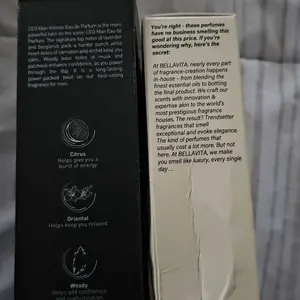 CEO Man Intense Eau de Parfum is the more
powerful take on the classic CEO Man Eau de
Parfum. The signature top notes of lavender
and bergamot pack a harder punch while
heart notes of cannabis and orchid keep you
calm. Woody base notes of musk and
patchouli enhance confidence, as you power
through the day. It is a long-lasting,
power-packed twist on our best-selling
fragrance for men.
Citrus
Helps give you a
burst of energy
Oriental
Helps keep you relaxed
Woody
confidence
You're right - these perfumes
have no business smelling this
good at this price. If you're
wondering why, here's the
secret:
At BELLAVITA, nearly every part
of fragrance-creation happens
in-house – from blending the
finest essential oils to bottling
the final product. We craft our
scents with innovation &
expertise akin to the world's
most prestigious fragrance
houses. The result? Trendsetter
fragrances that smell
exceptional and evoke elegance.
The kind of perfumes that
usually cost a lot more. But not
here. At BELLAVITA, we make
you smell like luxury, every single
day...